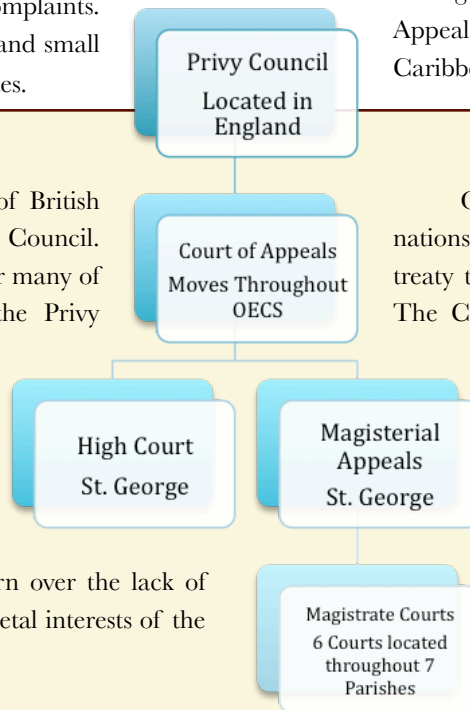 omplaints.
and small
es.
Appeal
Caribb
Privy Council
Located in
England
of British
Council.
r many of
the Privy
nations
treaty t
The C
Court of Appeals
Moves Throughout
OECS
High Court
St. George
Magisterial
Appeals
St. George
rn over the lack of
etal interests of the
Magistrate Courts
6 Courts located
throughout 7
Parishes